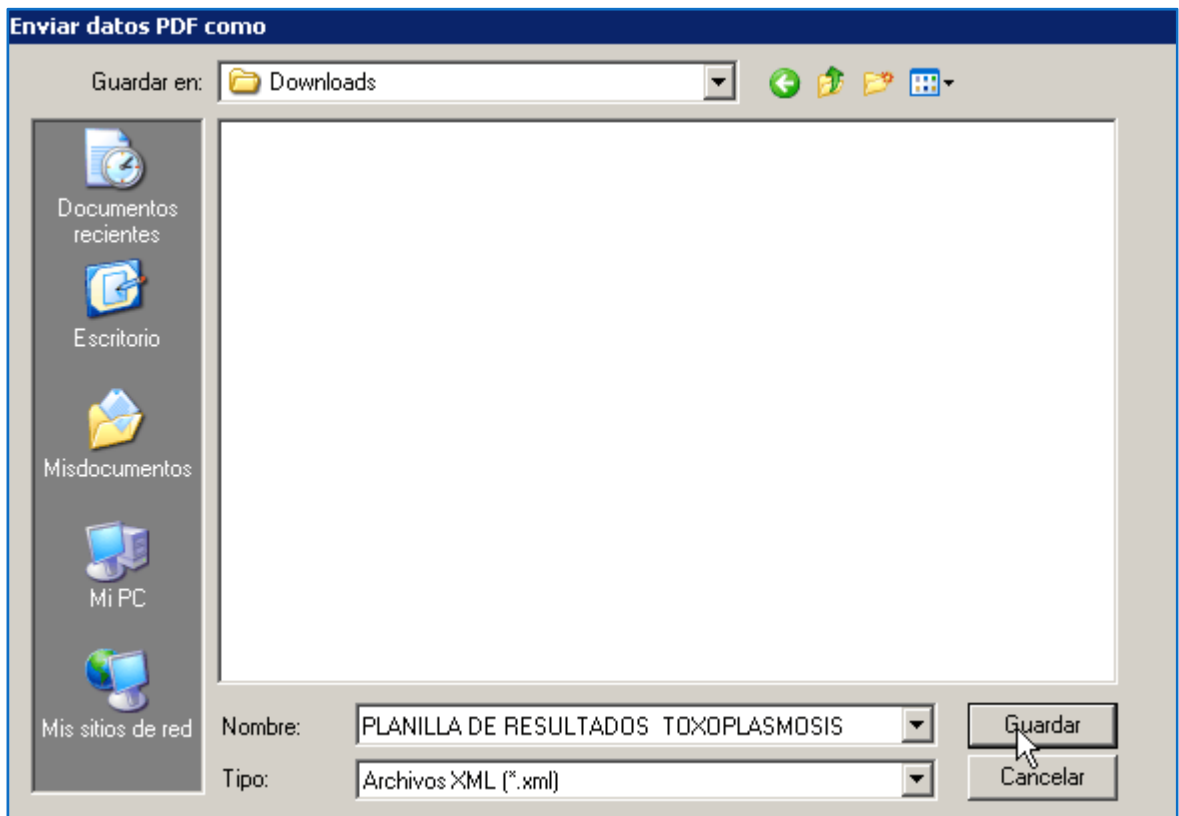 Enviar datos PDF como
Guardar en: Downloads
Documentos
recientes
Escritorio
Misdocumentos
Mi PC
Mis sitios de red
Nombre: PLANILLA DE RESULTADOS TOXOPLASMOSIS Guardar
Tipo: Archivos XML (*.xml) Cancelar